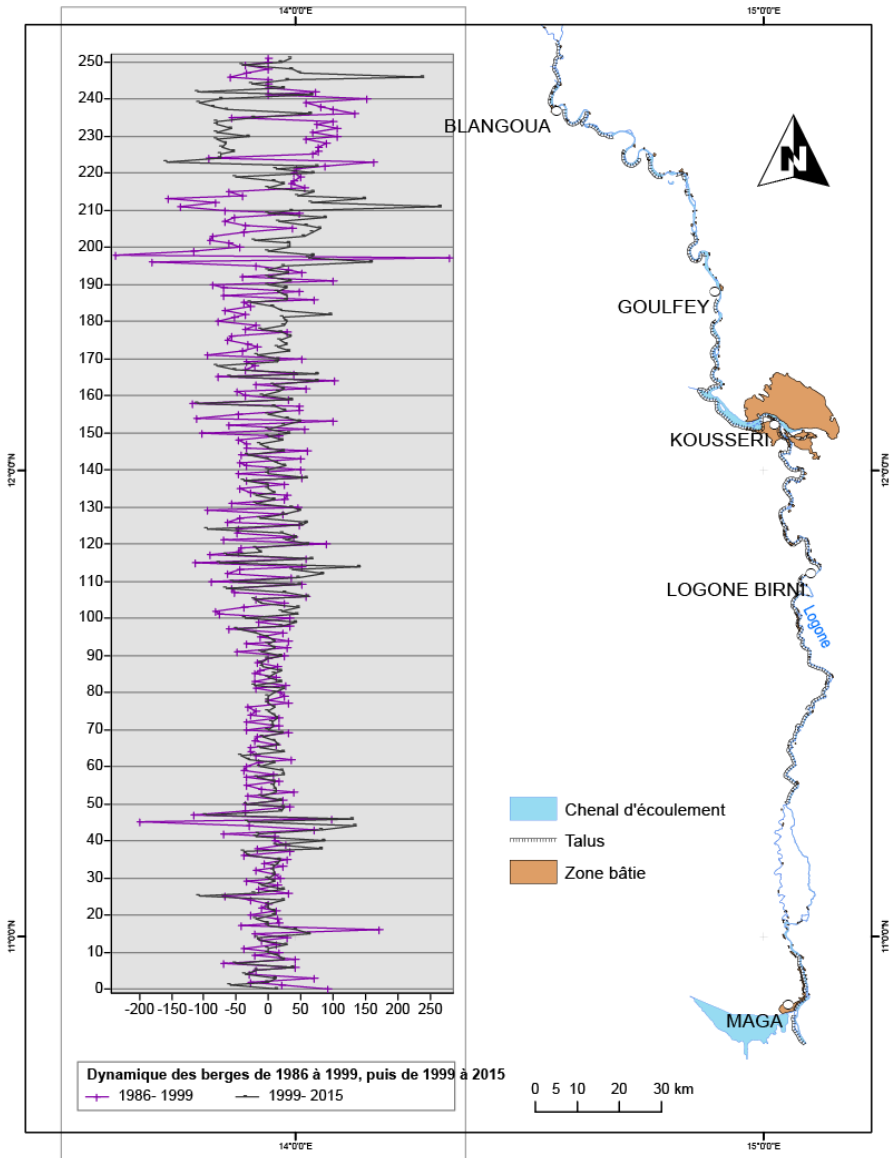 14°0'0"E
15°0'0"E
250
240
230
220
210
200
190
180
170
160
150
140
130
120
110
100
90
80
70
60
50
40
30
20
10
0
-200
-150
-100
-50
0
50
100
150
200
250
BLANGOUA
N
GOULFEY
KOUSSERI
12°0'0"N
12°0'0"N
LOGONE BIRNI
Logone
Chenal d'écoulement
Talus
Zone bâtie
11°0'0"N
11°0'0"N
MAGA
Dynamique des berges de 1986 à 1999, puis de 1999 à 2015
1986- 1999
1999- 2015
0 5 10 20 30 km
14°0'0"E
15°0'0"E